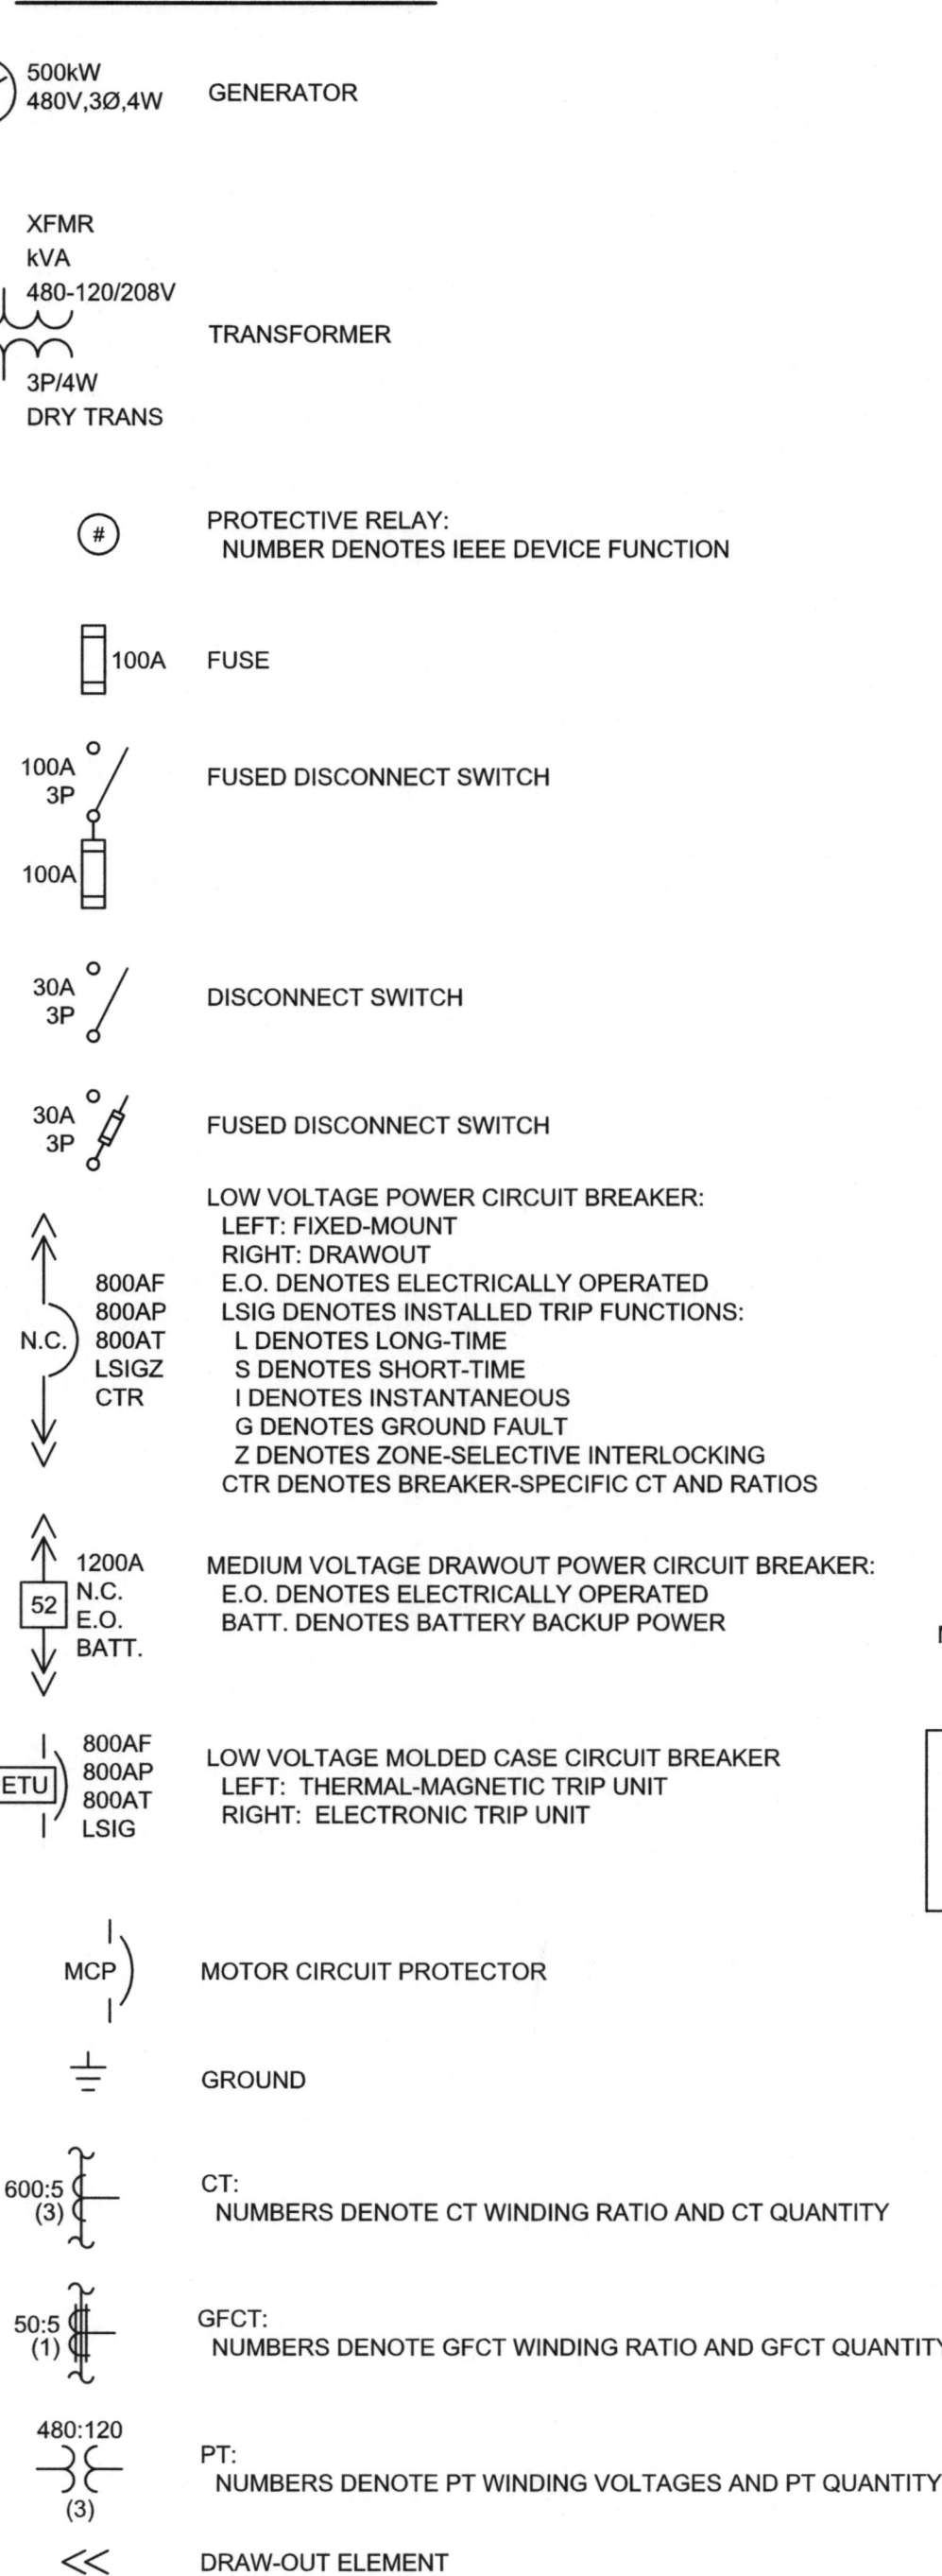 500kW
480V,3Ø,4W
GENERATOR
XFMR
kVA
480-120/208V
TRANSFORMER
3P/4W
DRY TRANS
#
PROTECTIVE RELAY:
NUMBER DENOTES IEEE DEVICE FUNCTION
100A
FUSE
100A
3P
FUSED DISCONNECT SWITCH
100A
30A
3P
DISCONNECT SWITCH
30A
3P
FUSED DISCONNECT SWITCH
LOW VOLTAGE POWER CIRCUIT BREAKER:
LEFT: FIXED-MOUNT
RIGHT: DRAWOUT
E.O. DENOTES ELECTRICALLY OPERATED
LSIG DENOTES INSTALLED TRIP FUNCTIONS:
L DENOTES LONG-TIME
S DENOTES SHORT-TIME
I DENOTES INSTANTANEOUS
G DENOTES GROUND FAULT
Z DENOTES ZONE-SELECTIVE INTERLOCKING
CTR DENOTES BREAKER-SPECIFIC CT AND RATIOS
N.C.
800AF
800AP
800AT
LSIGZ
CTR
52
1200A
N.C.
E.O.
BATT.
MEDIUM VOLTAGE DRAWOUT POWER CIRCUIT BREAKER:
E.O. DENOTES ELECTRICALLY OPERATED
BATT. DENOTES BATTERY BACKUP POWER
ETU
800AF
800AP
800AT
LSIG
LOW VOLTAGE MOLDED CASE CIRCUIT BREAKER
LEFT: THERMAL-MAGNETIC TRIP UNIT
RIGHT: ELECTRONIC TRIP UNIT
MCP
MOTOR CIRCUIT PROTECTOR
GROUND
600:5
(3)
CT:
NUMBERS DENOTE CT WINDING RATIO AND CT QUANTITY
50:5
(1)
GFCT:
NUMBERS DENOTE GFCT WINDING RATIO AND GFCT QUANTITY
480:120
(3)
PT:
NUMBERS DENOTE PT WINDING VOLTAGES AND PT QUANTITY
DRAW-OUT ELEMENT